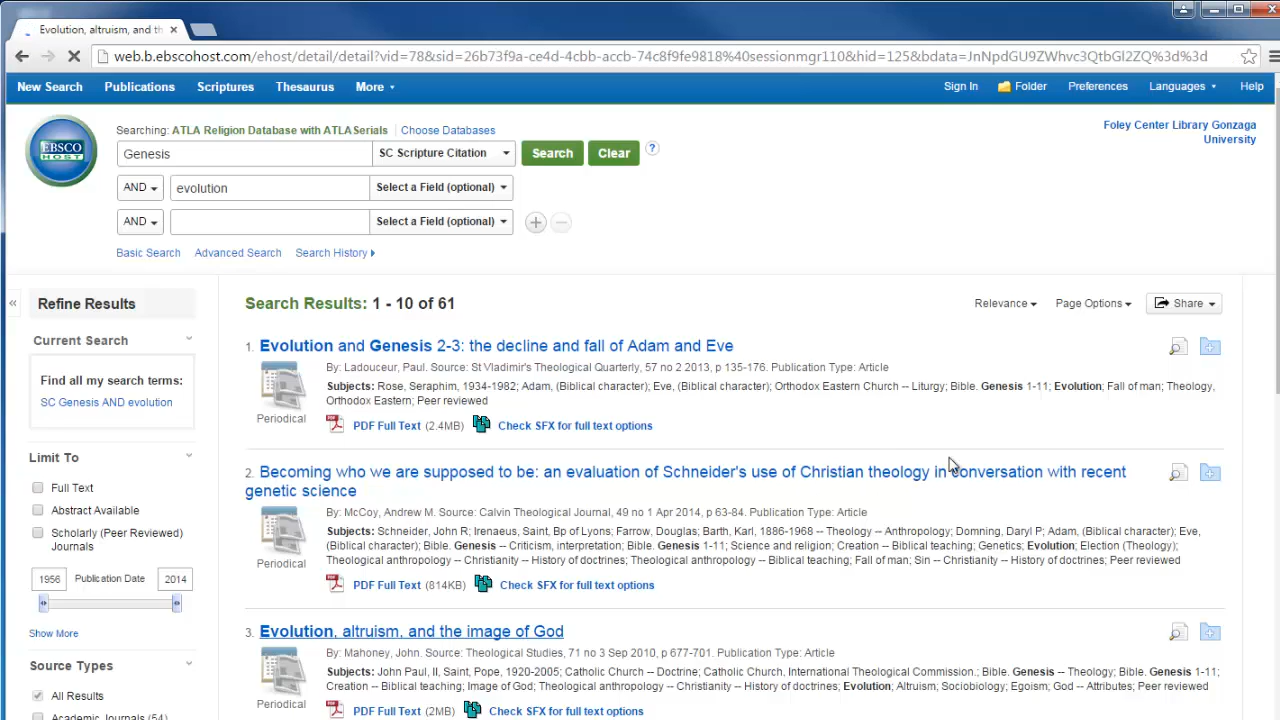 Evolution, altruism, and th
web.b.ebscohost.com/ehost/detail/detail?vid=78&sid=26b73f9a-ce4d-4cbb-accb-74c8f9fe9818%40sessionmgr110&hid=125&bdata=JnNpdGU9ZWhvc3QtbGl2ZQ%3d%3d
New Search Publications Scriptures Thesaurus More Sign In Folder Preferences Languages Help
Searching: ATLA Religion Database with ATLASerials Choose Databases
Foley Center Library Gonzaga
University
EBSCO
HOST
Genesis SC Scripture Citation Search Clear ?
AND evolution Select a Field (optional)
AND Select a Field (optional)
Basic Search Advanced Search Search History
« Refine Results
Current Search
Find all my search terms:
SC Genesis AND evolution
Limit To
Full Text
Abstract Available
Scholarly (Peer Reviewed)
Journals
1956 Publication Date 2014
Show More
Source Types
All Results
Academic Journals (54)
Search Results: 1 - 10 of 61 Relevance Page Options Share
1. Evolution and Genesis 2-3: the decline and fall of Adam and Eve
By: Ladouceur, Paul. Source: St Vladimir's Theological Quarterly, 57 no 2 2013, p 135-176. Publication Type: Article
Subjects: Rose, Seraphim, 1934-1982; Adam, (Biblical character); Eve, (Biblical character); Orthodox Eastern Church -- Liturgy; Bible. Genesis 1-11; Evolution; Fall of man; Theology,
Orthodox Eastern; Peer reviewed
Periodical
PDF Full Text (2.4MB) Check SFX for full text options
2. Becoming who we are supposed to be: an evaluation of Schneider's use of Christian theology in conversation with recent
genetic science
By: McCoy, Andrew M. Source: Calvin Theological Journal, 49 no 1 Apr 2014, p 63-84. Publication Type: Article
Subjects: Schneider, John R; Irenaeus, Saint, Bp of Lyons; Farrow, Douglas; Barth, Karl, 1886-1968 -- Theology -- Anthropology; Domning, Daryl P; Adam, (Biblical character); Eve,
(Biblical character); Bible. Genesis -- Criticism, interpretation; Bible. Genesis 1-11; Science and religion; Creation -- Biblical teaching; Genetics; Evolution; Election (Theology);
Theological anthropology -- Christianity -- History of doctrines; Theological anthropology -- Biblical teaching; Fall of man; Sin -- Christianity -- History of doctrines; Peer reviewed
Periodical
PDF Full Text (814KB) Check SFX for full text options
3. Evolution, altruism, and the image of God
By: Mahoney, John. Source: Theological Studies, 71 no 3 Sep 2010, p 677-701. Publication Type: Article
Subjects: John Paul, II, Saint, Pope, 1920-2005; Catholic Church -- Doctrine; Catholic Church, International Theological Commission.; Bible. Genesis -- Theology; Bible. Genesis 1-11;
Creation -- Biblical teaching; Image of God; Theological anthropology -- Christianity -- History of doctrines; Evolution; Altruism; Sociobiology; Egoism; God -- Attributes; Peer reviewed
Periodical
PDF Full Text (2MB) Check SFX for full text options